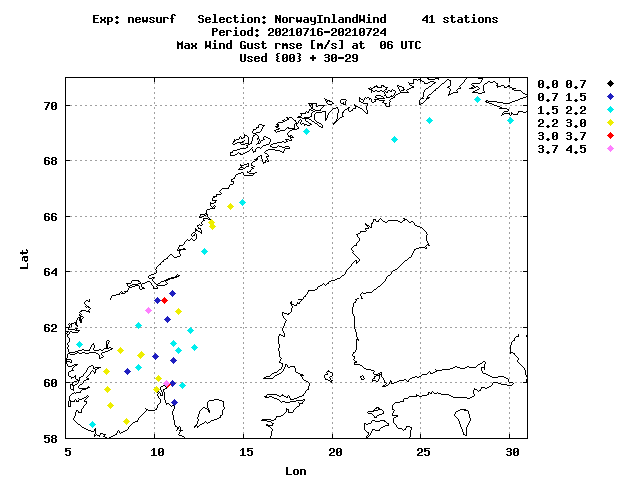 Exp: newsurf Selection: NorwayInlandWind 41 stations
Period: 20210716-20210724
Max Wind Gust rmse [m/s] at 06 UTC
Used {00} + 30-29
0.0 0.7
0.7 1.5
1.5 2.2
2.2 3.0
3.0 3.7
3.7 4.5
70
68
66
64
62
60
58
Lat
5 10 15 20 25 30
Lon